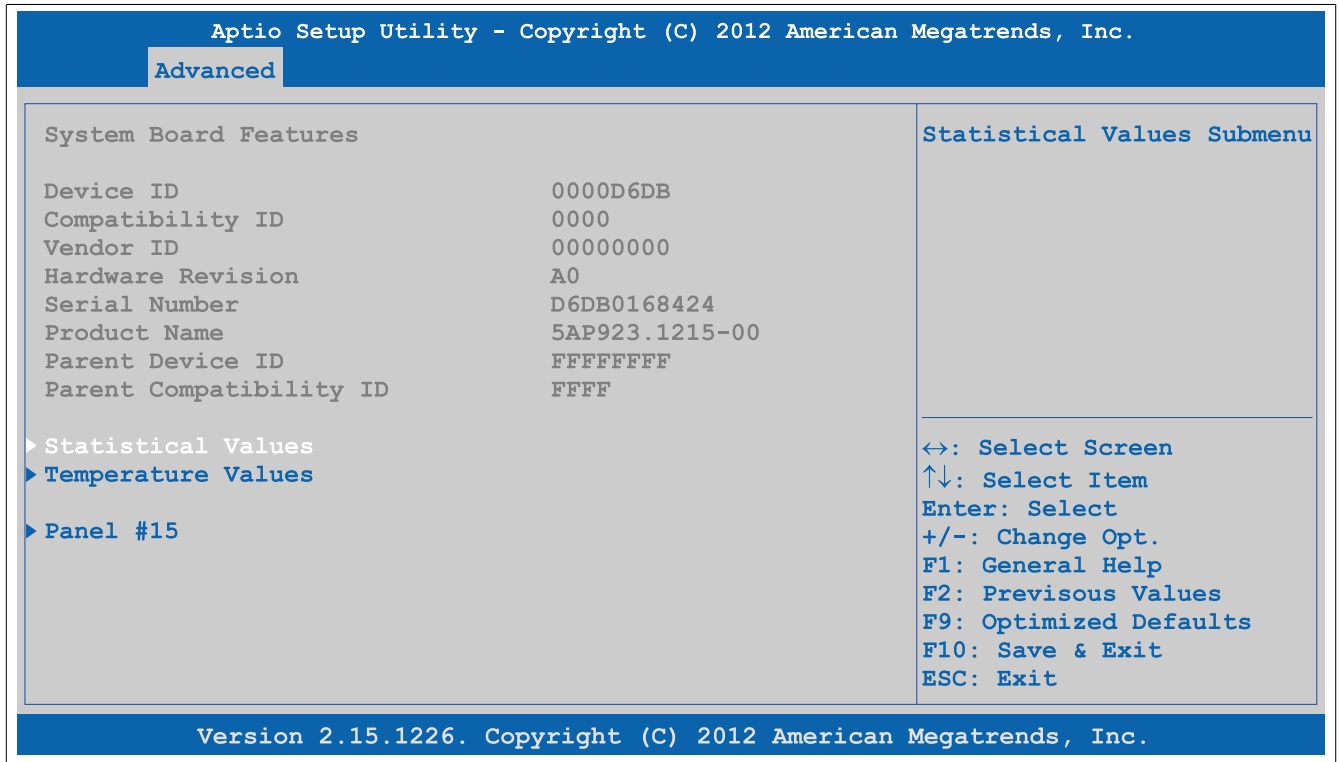 Aptio Setup Utility - Copyright (C) 2012 American Megatrends, Inc.
Advanced
System Board Features
Device ID 0000D6DB
Compatibility ID 0000
Vendor ID 00000000
Hardware Revision A0
Serial Number D6DB0168424
Product Name 5AP923.1215-00
Parent Device ID FFFFFFFF
Parent Compatibility ID FFFF
Statistical Values
Temperature Values
Panel #15
Statistical Values Submenu
↔: Select Screen
↑↓: Select Item
Enter: Select
+/-: Change Opt.
F1: General Help
F2: Previsous Values
F9: Optimized Defaults
F10: Save & Exit
ESC: Exit
Version 2.15.1226. Copyright (C) 2012 American Megatrends, Inc.